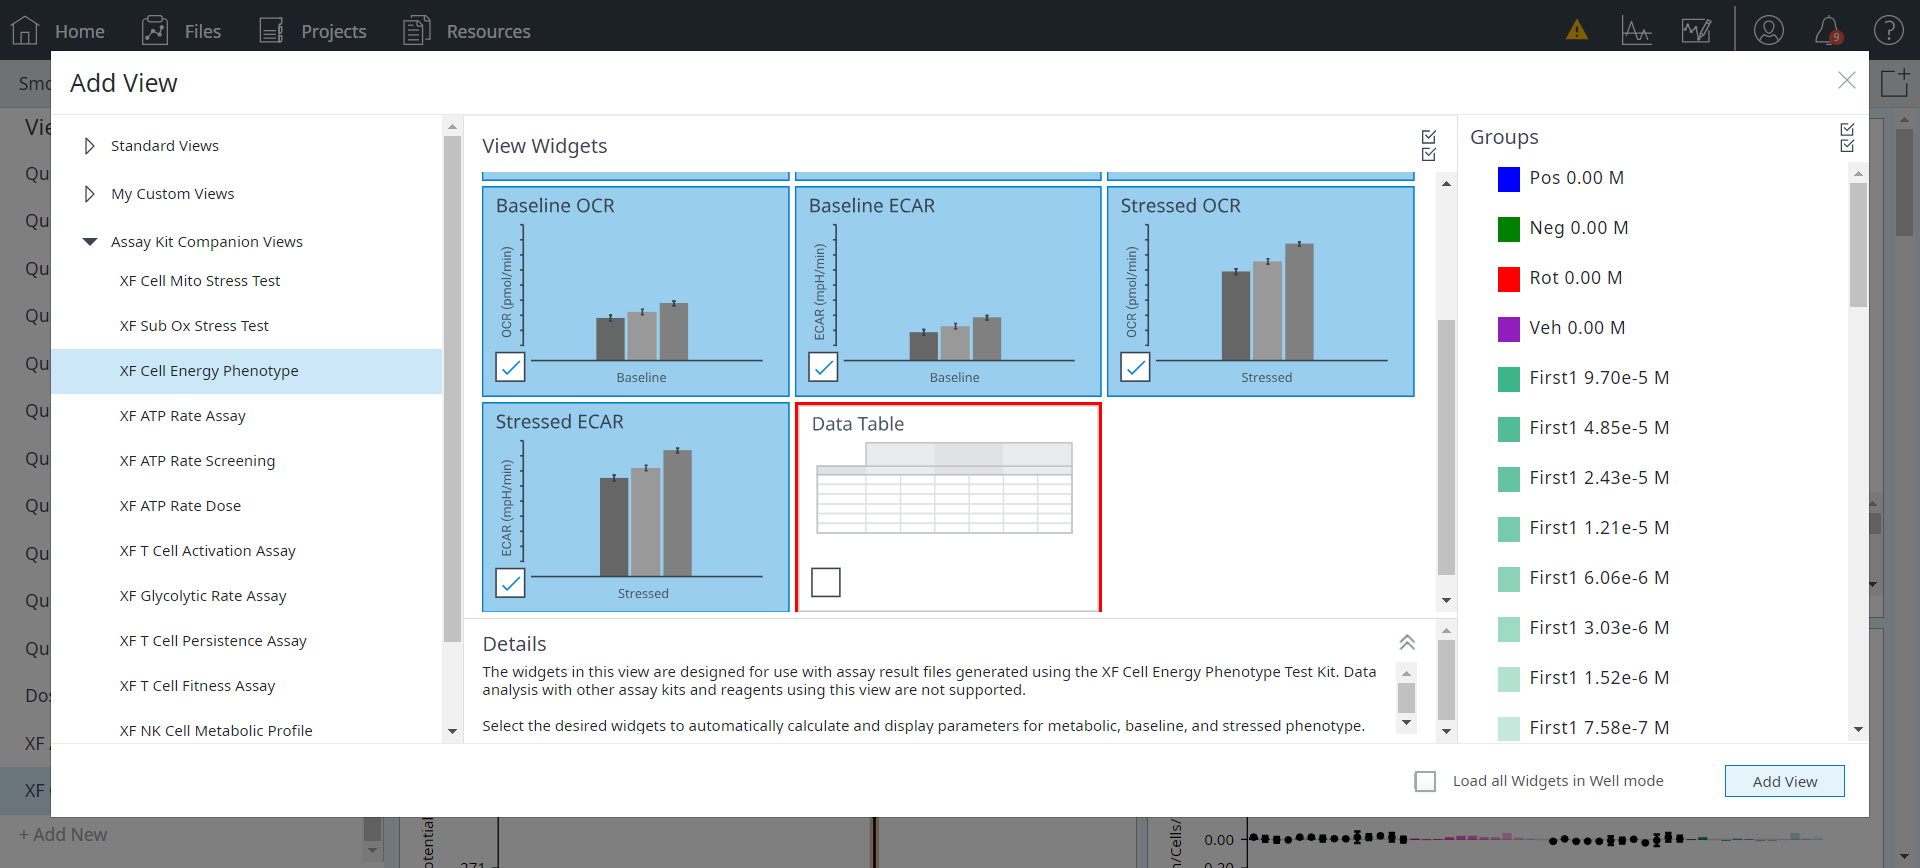 Home
Files
Projects
Resources
9
Add View
Standard Views
My Custom Views
Assay Kit Companion Views
XF Cell Mito Stress Test
XF Sub Ox Stress Test
XF Cell Energy Phenotype
XF ATP Rate Assay
XF ATP Rate Screening
XF ATP Rate Dose
XF T Cell Activation Assay
XF Glycolytic Rate Assay
XF T Cell Persistence Assay
XF T Cell Fitness Assay
XF NK Cell Metabolic Profile
View Widgets
Baseline OCR
OCR (pmol/min)
Baseline
Baseline ECAR
ECAR (mpH/min)
Baseline
Stressed OCR
OCR (pmol/min)
Stressed
Stressed ECAR
ECAR (mpH/min)
Stressed
Data Table
Details
The widgets in this view are designed for use with assay result files generated using the XF Cell Energy Phenotype Test Kit. Data
analysis with other assay kits and reagents using this view are not supported.
Select the desired widgets to automatically calculate and display parameters for metabolic, baseline, and stressed phenotype.
Groups
Pos 0.00 M
Neg 0.00 M
Rot 0.00 M
Veh 0.00 M
First1 9.70e-5 M
First1 4.85e-5 M
First1 2.43e-5 M
First1 1.21e-5 M
First1 6.06e-6 M
First1 3.03e-6 M
First1 1.52e-6 M
First1 7.58e-7 M
Load all Widgets in Well mode
Add View
+ Add New
0.00